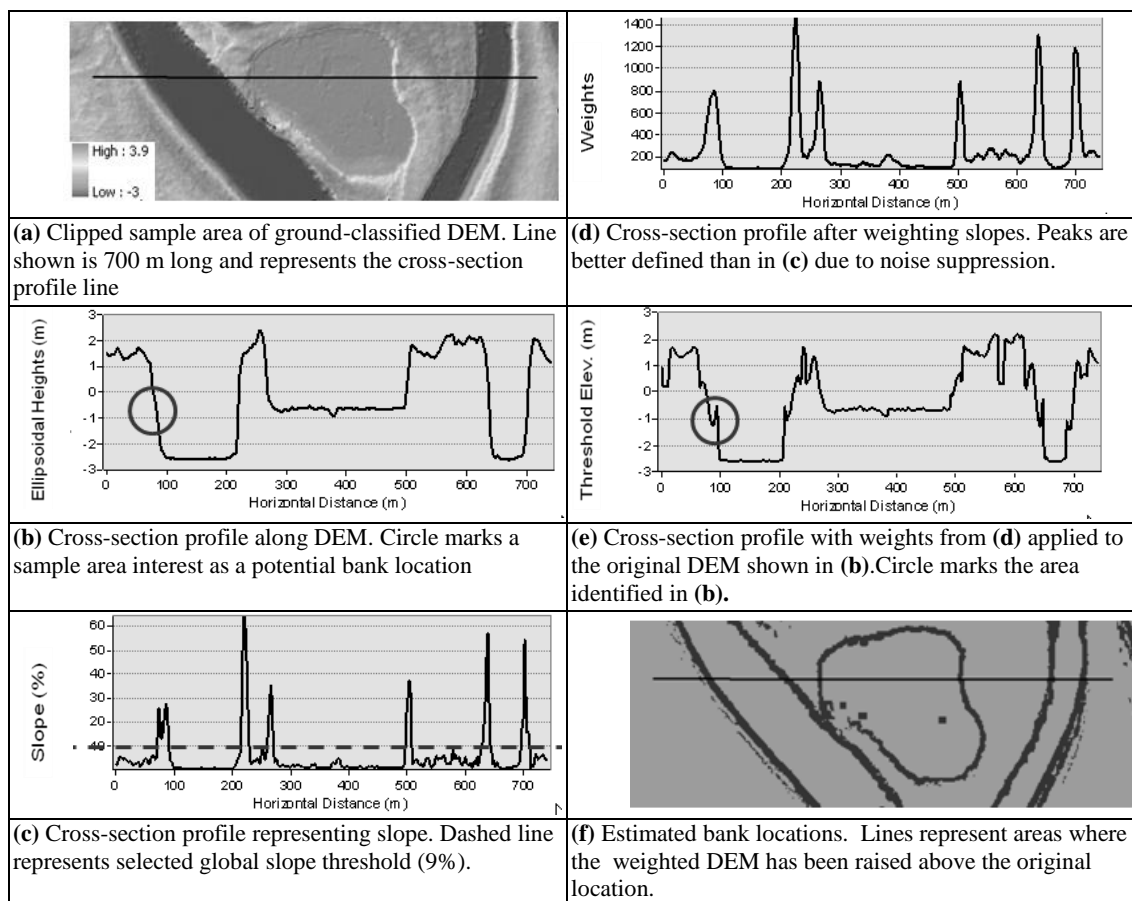 High : 3.9
Low : -3
(a) Clipped sample area of ground-classified DEM. Line
shown is 700 m long and represents the cross-section
profile line
Weights
1400
1200
1000
800
600
400
200
0 100 200 300 400 500 600 700
Horizontal Distance (m)
(d) Cross-section profile after weighting slopes. Peaks are
better defined than in (c) due to noise suppression.
Ellipsoidal Heights (m)
3
2
1
0
-1
-2
-3
0 100 200 300 400 500 600 700
Horizontal Distance (m)
(b) Cross-section profile along DEM. Circle marks a
sample area interest as a potential bank location
Threshold Elev. (m)
3
2
1
0
-1
-2
-3
0 100 200 300 400 500 600 700
Horizontal Distance (m)
(e) Cross-section profile with weights from (d) applied to
the original DEM shown in (b).Circle marks the area
identified in (b).
Slope (%)
60
50
40
30
20
10
0 100 200 300 400 500 600 700
Horizontal Distance (m)
(c) Cross-section profile representing slope. Dashed line
represents selected global slope threshold (9%).
(f) Estimated bank locations. Lines represent areas where
the weighted DEM has been raised above the original
location.